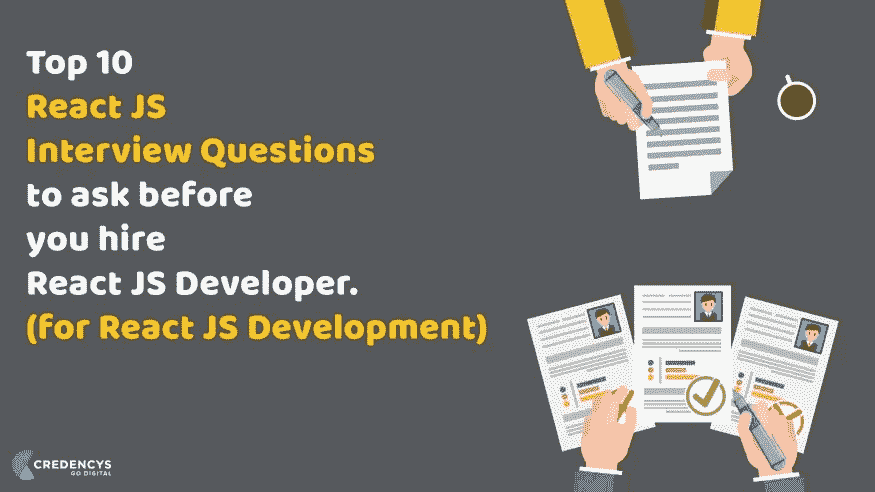 Top 10
React JS
Interview Questions
to ask before
you hire
React JS Developer.
(for React JS Development)
CREDENCYS
GO DIGITAL